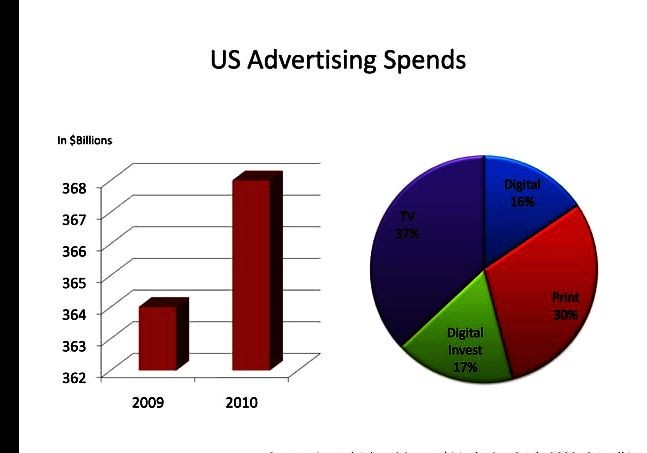 US Advertising Spends
In $Billions
368
367
366
365
364
363
362
2009
2010
Digital
16%
TV
37%
Print
30%
Digital
Invest
17%